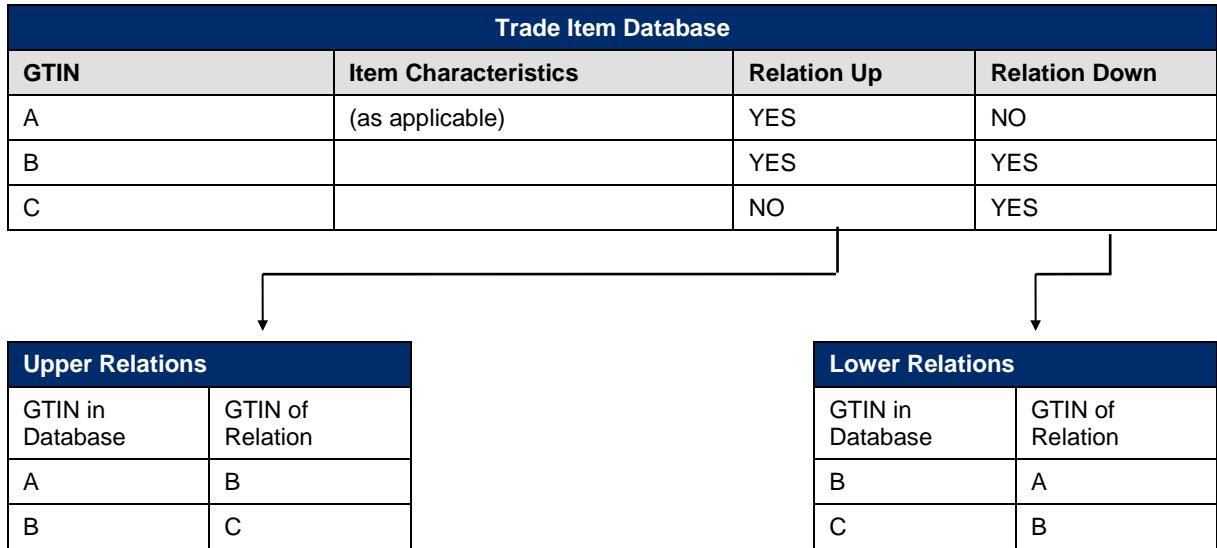 Trade Item Database
GTIN Item Characteristics Relation Up Relation Down
A (as applicable) YES NO
B YES YES
C NO YES
Upper Relations
GTIN in Database GTIN of Relation
A B
B C
Lower Relations
GTIN in Database GTIN of Relation
B A
C B